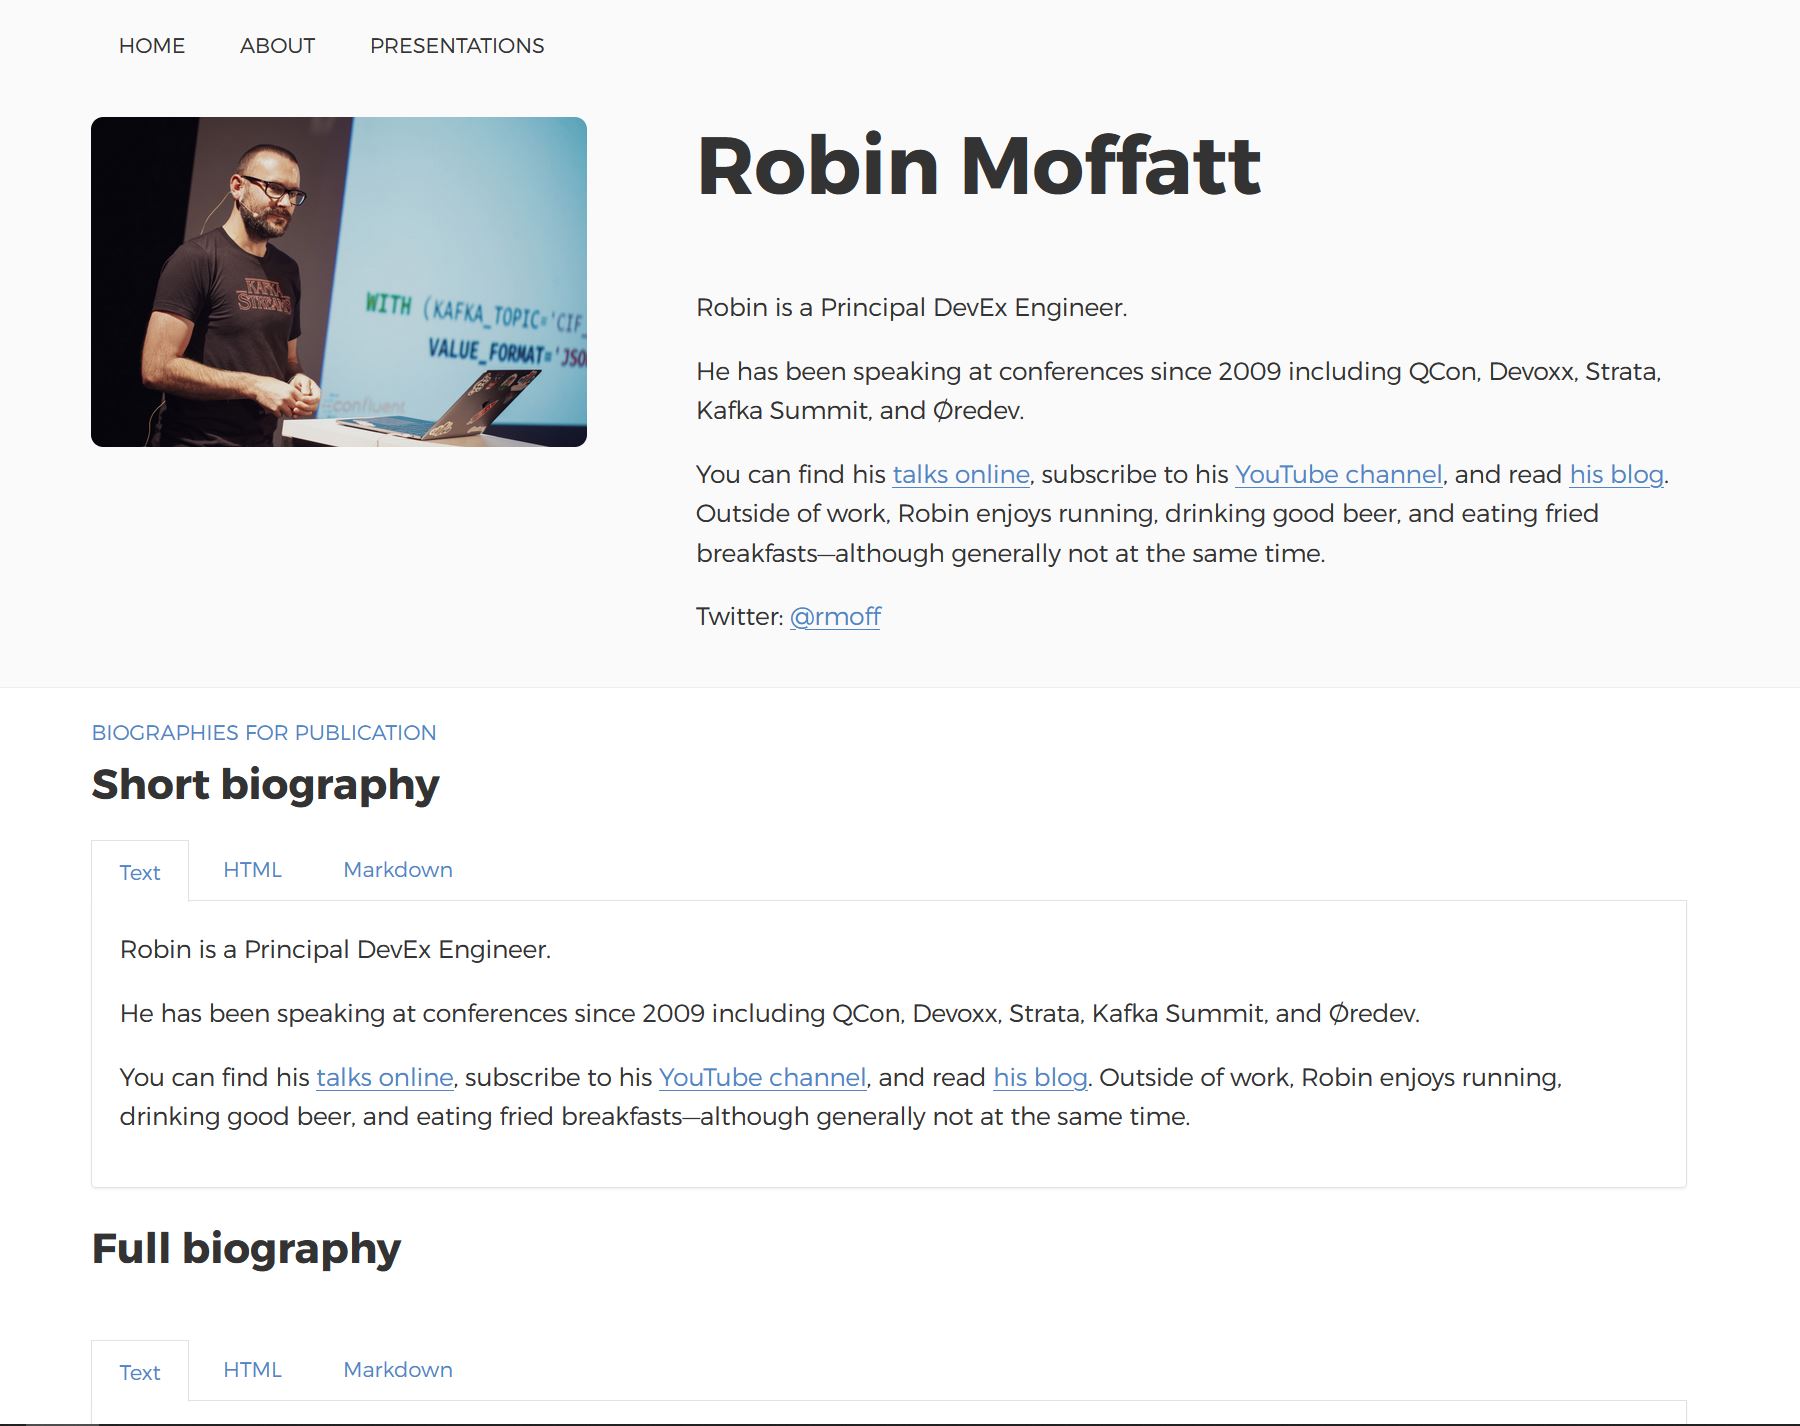 HOME ABOUT PRESENTATIONS
Robin Moffatt
KAFKA
STREAMS
WITH (KAFKA_TOPIC='CIF_
VALUE_FORMAT='JSO
confluent
Robin is a Principal DevEx Engineer.
He has been speaking at conferences since 2009 including QCon, Devoxx, Strata,
Kafka Summit, and Øredev.
You can find his talks online, subscribe to his YouTube channel, and read his blog.
Outside of work, Robin enjoys running, drinking good beer, and eating fried
breakfasts—although generally not at the same time.
Twitter: @rmoff
BIOGRAPHIES FOR PUBLICATION
Short biography
Text HTML Markdown
Robin is a Principal DevEx Engineer.
He has been speaking at conferences since 2009 including QCon, Devoxx, Strata, Kafka Summit, and Øredev.
You can find his talks online, subscribe to his YouTube channel, and read his blog. Outside of work, Robin enjoys running,
drinking good beer, and eating fried breakfasts—although generally not at the same time.
Full biography
Text HTML Markdown